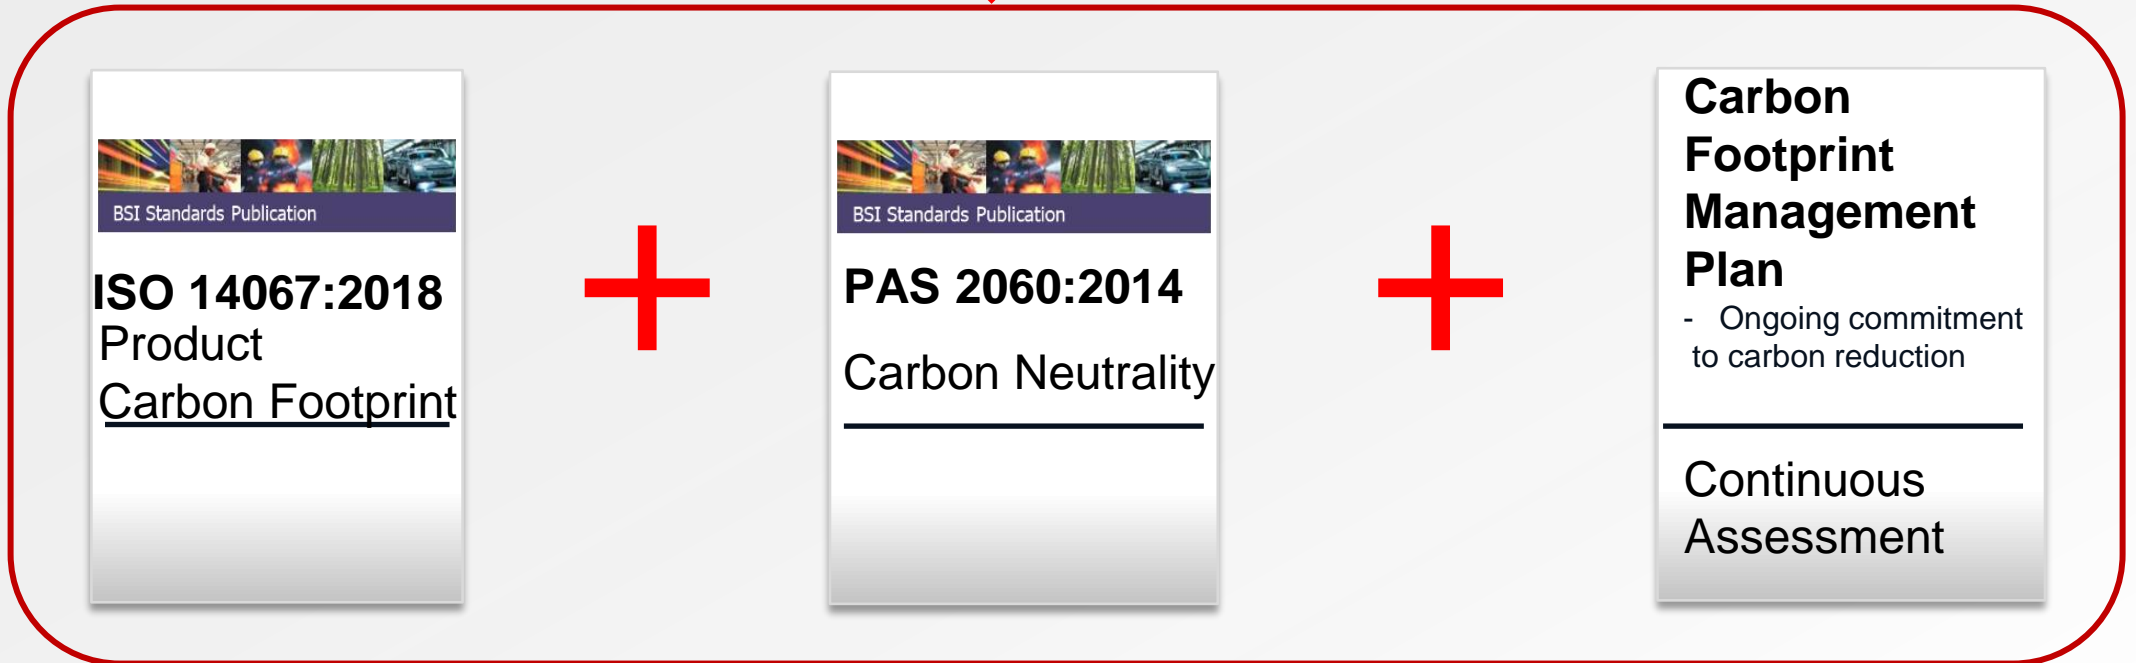 BSI Standards Publication
ISO 14067:2018
Product
Carbon Footprint
BSI Standards Publication
PAS 2060:2014
Carbon Neutrality
Carbon
Footprint
Management
Plan
- Ongoing commitment
to carbon reduction
Continuous
Assessment